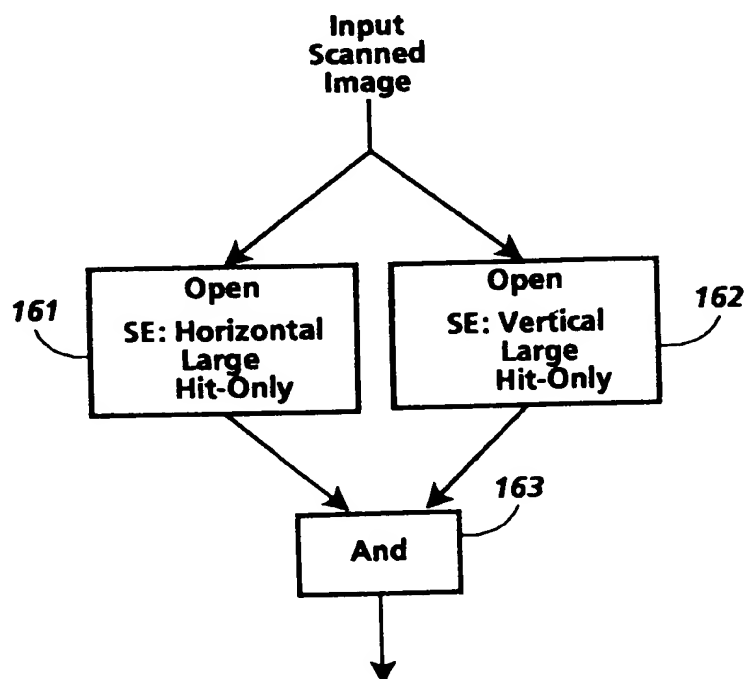 Input
Scanned
Image
161
Open
SE: Horizontal
Large
Hit-Only
Open
SE: Vertical
Large
Hit-Only
162
163
And